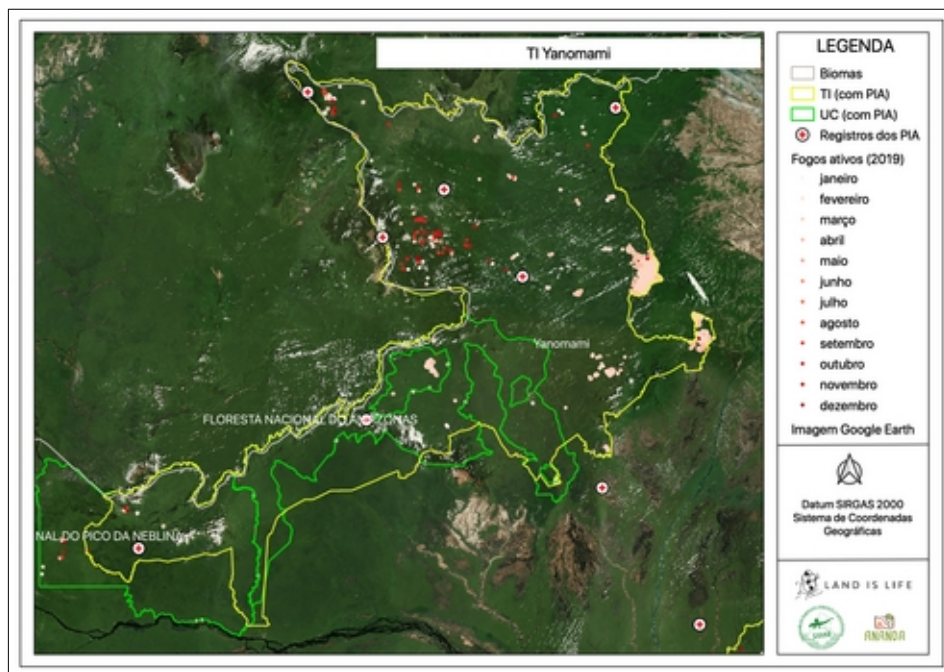 TI Yanomami
LEGENDA
Biomas
TI (com PIA)
UC (com PIA)
Registros dos PIA
Fogos ativos (2019)
janeiro
fevereiro
março
abril
maio
junho
julho
agosto
setembro
outubro
novembro
dezembro
Imagem Google Earth
Datum SIRGAS 2000
Sistema de Coordenadas
Geográficas
LAND IS LIFE
ANANDA
Yanomami
FLORESTA NACIONAL DO AMAZONAS
NAL DO PICO DA NEBLINA